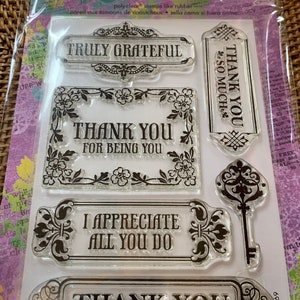 TRULY GRATEFUL
THANK YOU
*SO MUCH*
THANK YOU
FOR BEING YOU
I APPRECIATE
ALL YOU DO
THANK YOU